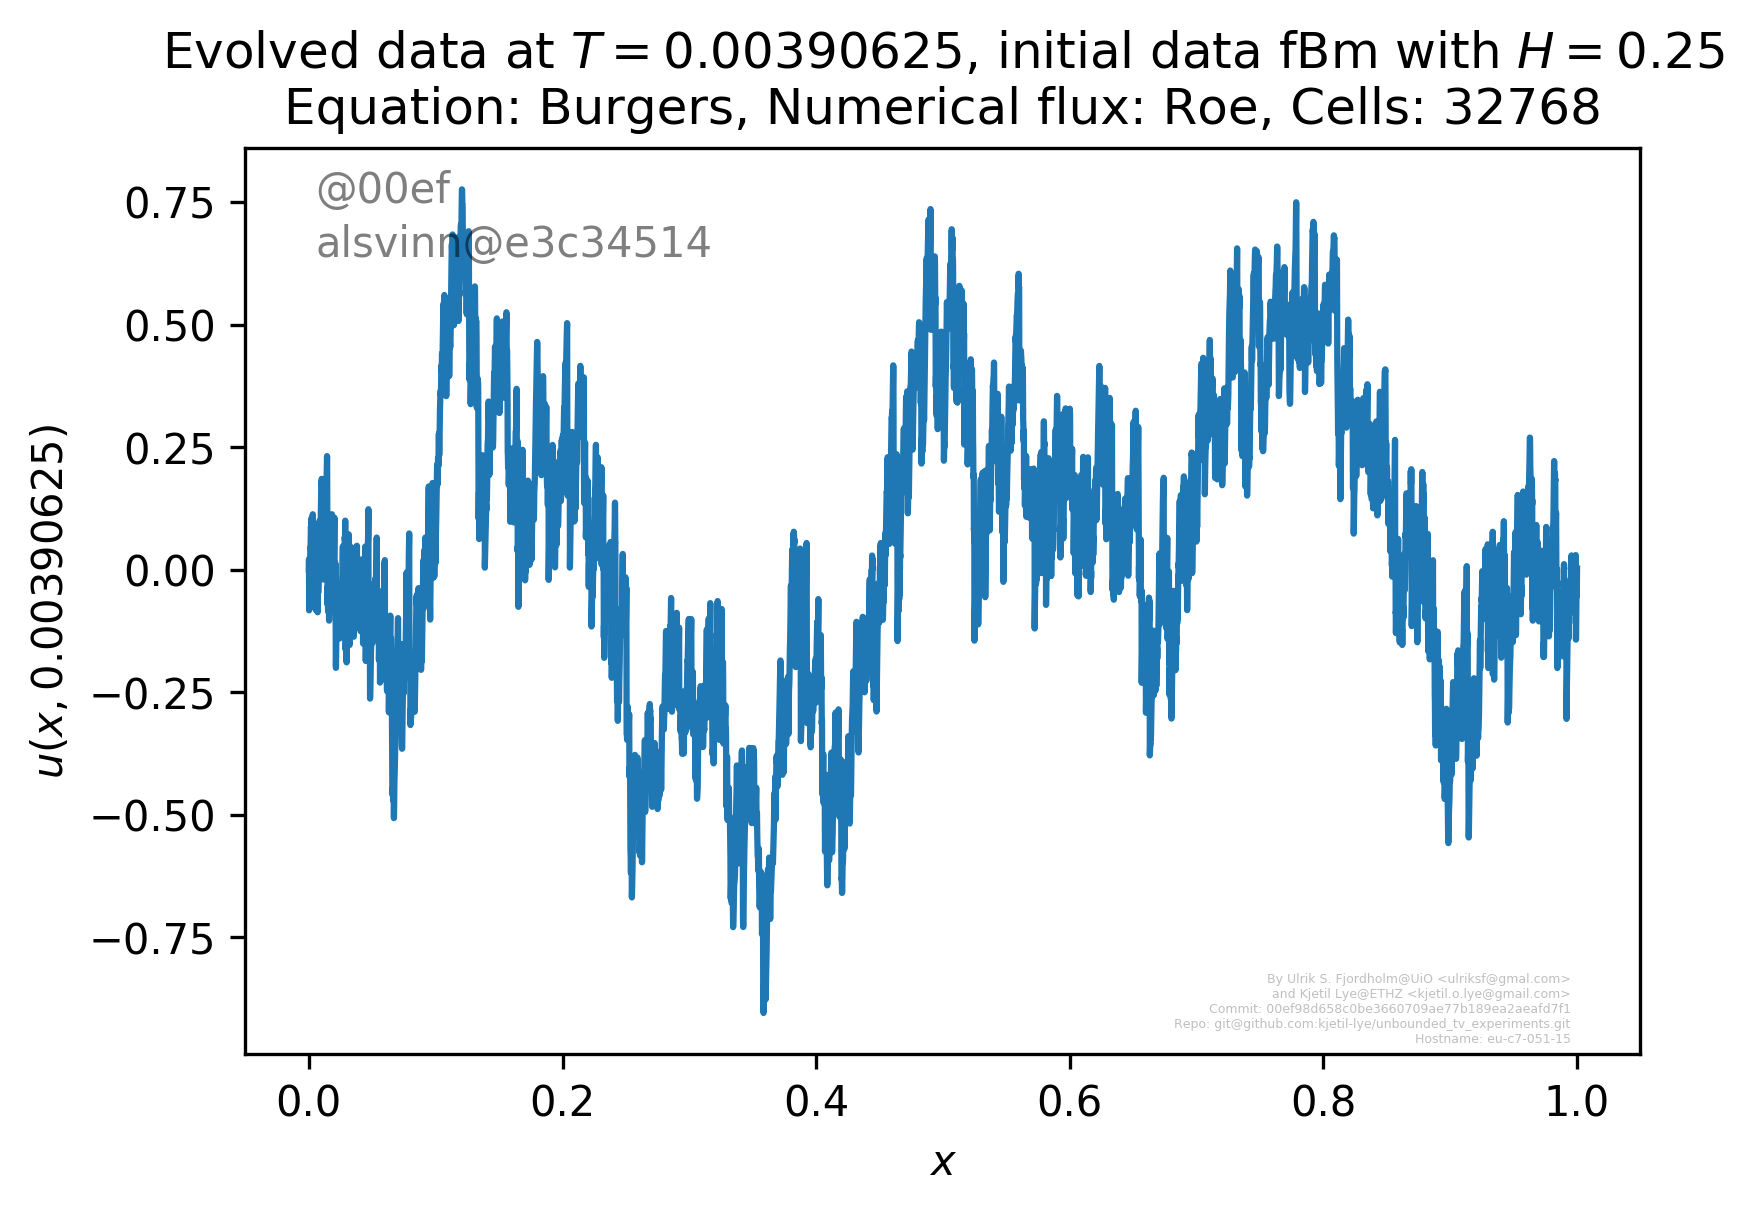 Evolved data at T = 0.00390625, initial data fBm with H = 0.25
Equation: Burgers, Numerical flux: Roe, Cells: 32768
@00ef
alsvinn@e3c34514
0.75
0.50
0.25
0.00
−0.25
−0.50
−0.75
u(x, 0.00390625)
By Ulrik S. Fjordholm@UiO <ulriksf@gmal.com>
and Kjetil Lye@ETHZ <kjetil.o.lye@gmail.com>
Commit: 00ef98d658c0be3660709ae77b189ea2aeafd7f1
Repo: git@github.com:kjetil-lye/unbounded_tv_experiments.git
Hostname: eu-c7-051-15
0.0 0.2 0.4 0.6 0.8 1.0
x